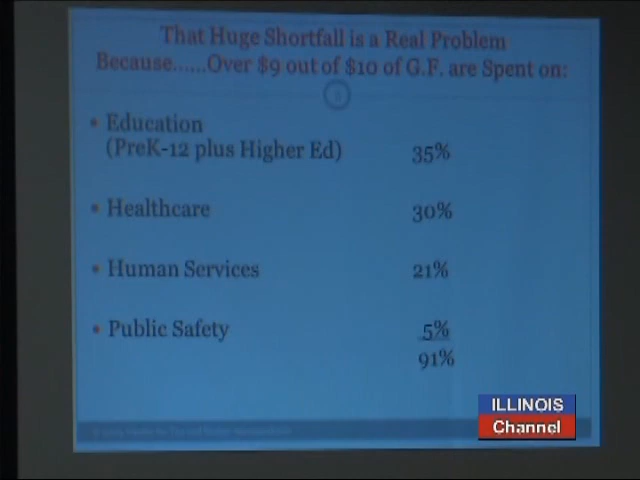 That Huge Shortfall is a Real Problem
Because......Over $9 out of $10 of G.F. are Spent on:
• Education
(PreK-12 plus Higher Ed) 35%
• Healthcare 30%
• Human Services 21%
• Public Safety 5%
91%
ILLINOIS
Channel